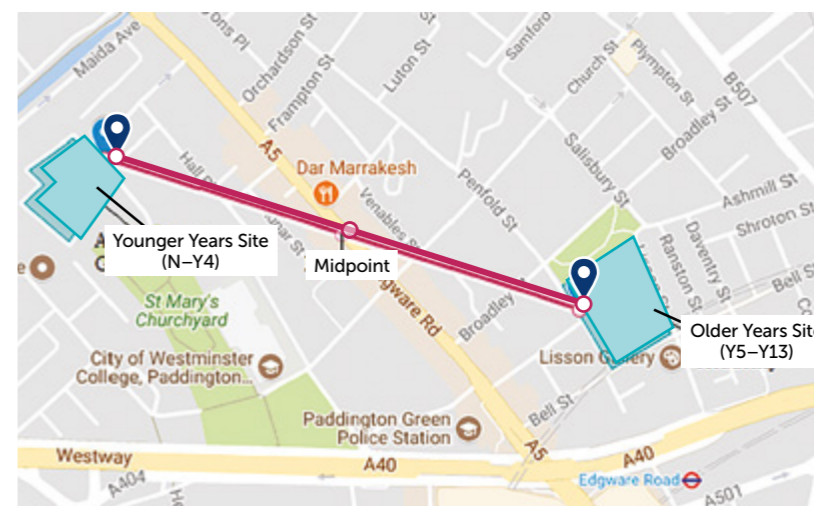 Maida Ave
Orchardson St
Frampton St
Luton St
Samford
Church St
Plympton St
B507
Broadley St
Salisbury St
A5
Hall
Dar Marrakesh
Venables St
Penfold St
Ashmill St
Shroton St
Younger Years Site
(N–Y4)
Midpoint
Lisson
Ranston St
Daventry St
Bell St
St Mary's
Churchyard
gware Rd
Broadley
Older Years Site
(Y5–Y13)
City of Westminster
College, Paddington...
Lisson Gallery
Bell St
Paddington Green
Police Station
A5
Westway
A40
A40
A404
Edgware Road
A501